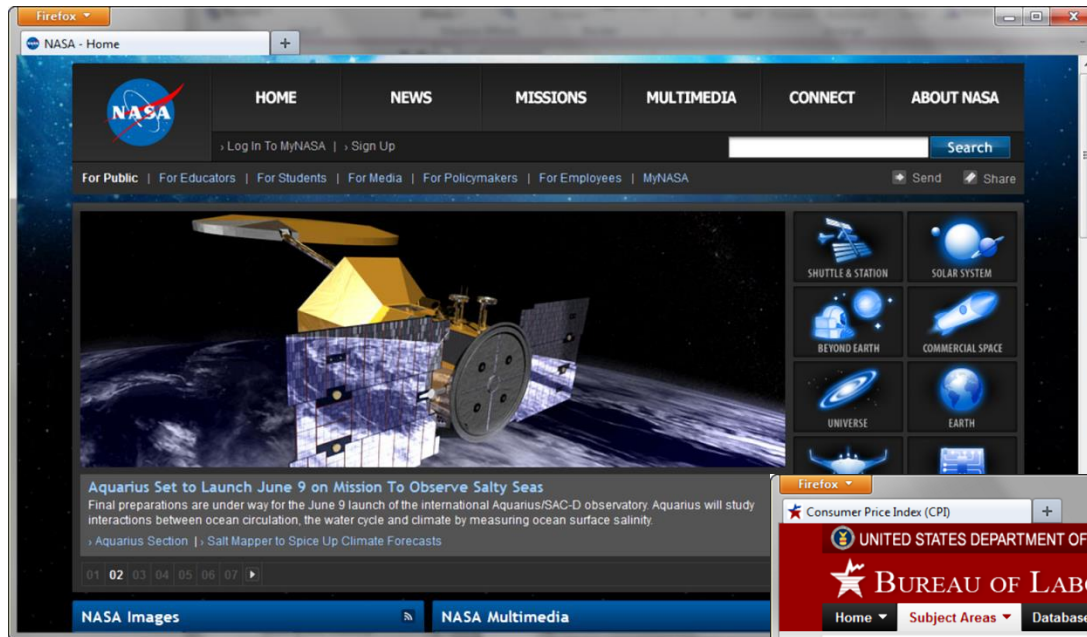 Firefox
NASA - Home
NASA
HOME NEWS MISSIONS MULTIMEDIA CONNECT ABOUT NASA
› Log In To MyNASA | › Sign Up
Search
For Public | For Educators | For Students | For Media | For Policymakers | For Employees | MyNASA
Send Share
SHUTTLE & STATION
SOLAR SYSTEM
BEYOND EARTH
COMMERCIAL SPACE
UNIVERSE
EARTH
Aquarius Set to Launch June 9 on Mission To Observe Salty Seas
Final preparations are under way for the June 9 launch of the international Aquarius/SAC-D observatory. Aquarius will study
interactions between ocean circulation, the water cycle and climate by measuring ocean surface salinity.
› Aquarius Section | › Salt Mapper to Spice Up Climate Forecasts
01 02 03 04 05 06 07
NASA Images
NASA Multimedia
Firefox
Consumer Price Index (CPI)
UNITED STATES DEPARTMENT OF
BUREAU OF LABO
Home Subject Areas Database